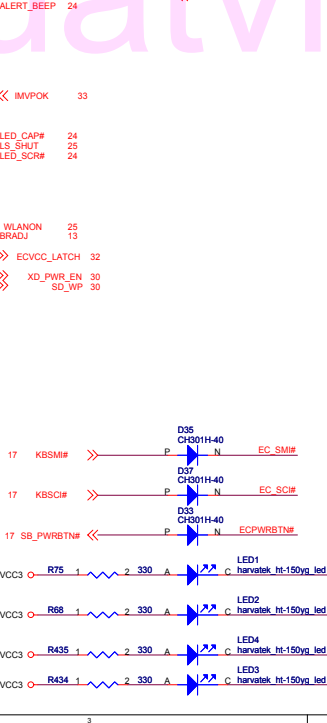 ALERT_BEEP 24
IMVPOK 33
LED_CAP# 24
LS_SHUT 25
LED_SCR# 24
WLANON 25
BRADJ 13
ECVCC_LATCH 32
XD_PWR_EN 30
SD_WP 30
D35
CH301H-40
17 KBSMI# P N EC_SMI#
D37
CH301H-40
17 KBSCI# P N EC_SCI#
D33
CH301H-40
17 SB_PWRBTN# P N ECPWRBTN#
LED1
VCC3 R75 1 2 330 A C harvatek_ht-150yg_led
LED2
VCC3 R68 1 2 330 A C harvatek_ht-150yg_led
LED4
VCC3 R435 1 2 330 A C harvatek_ht-150yg_led
LED3
VCC3 R434 1 2 330 A C harvatek_ht-150yg_led
3